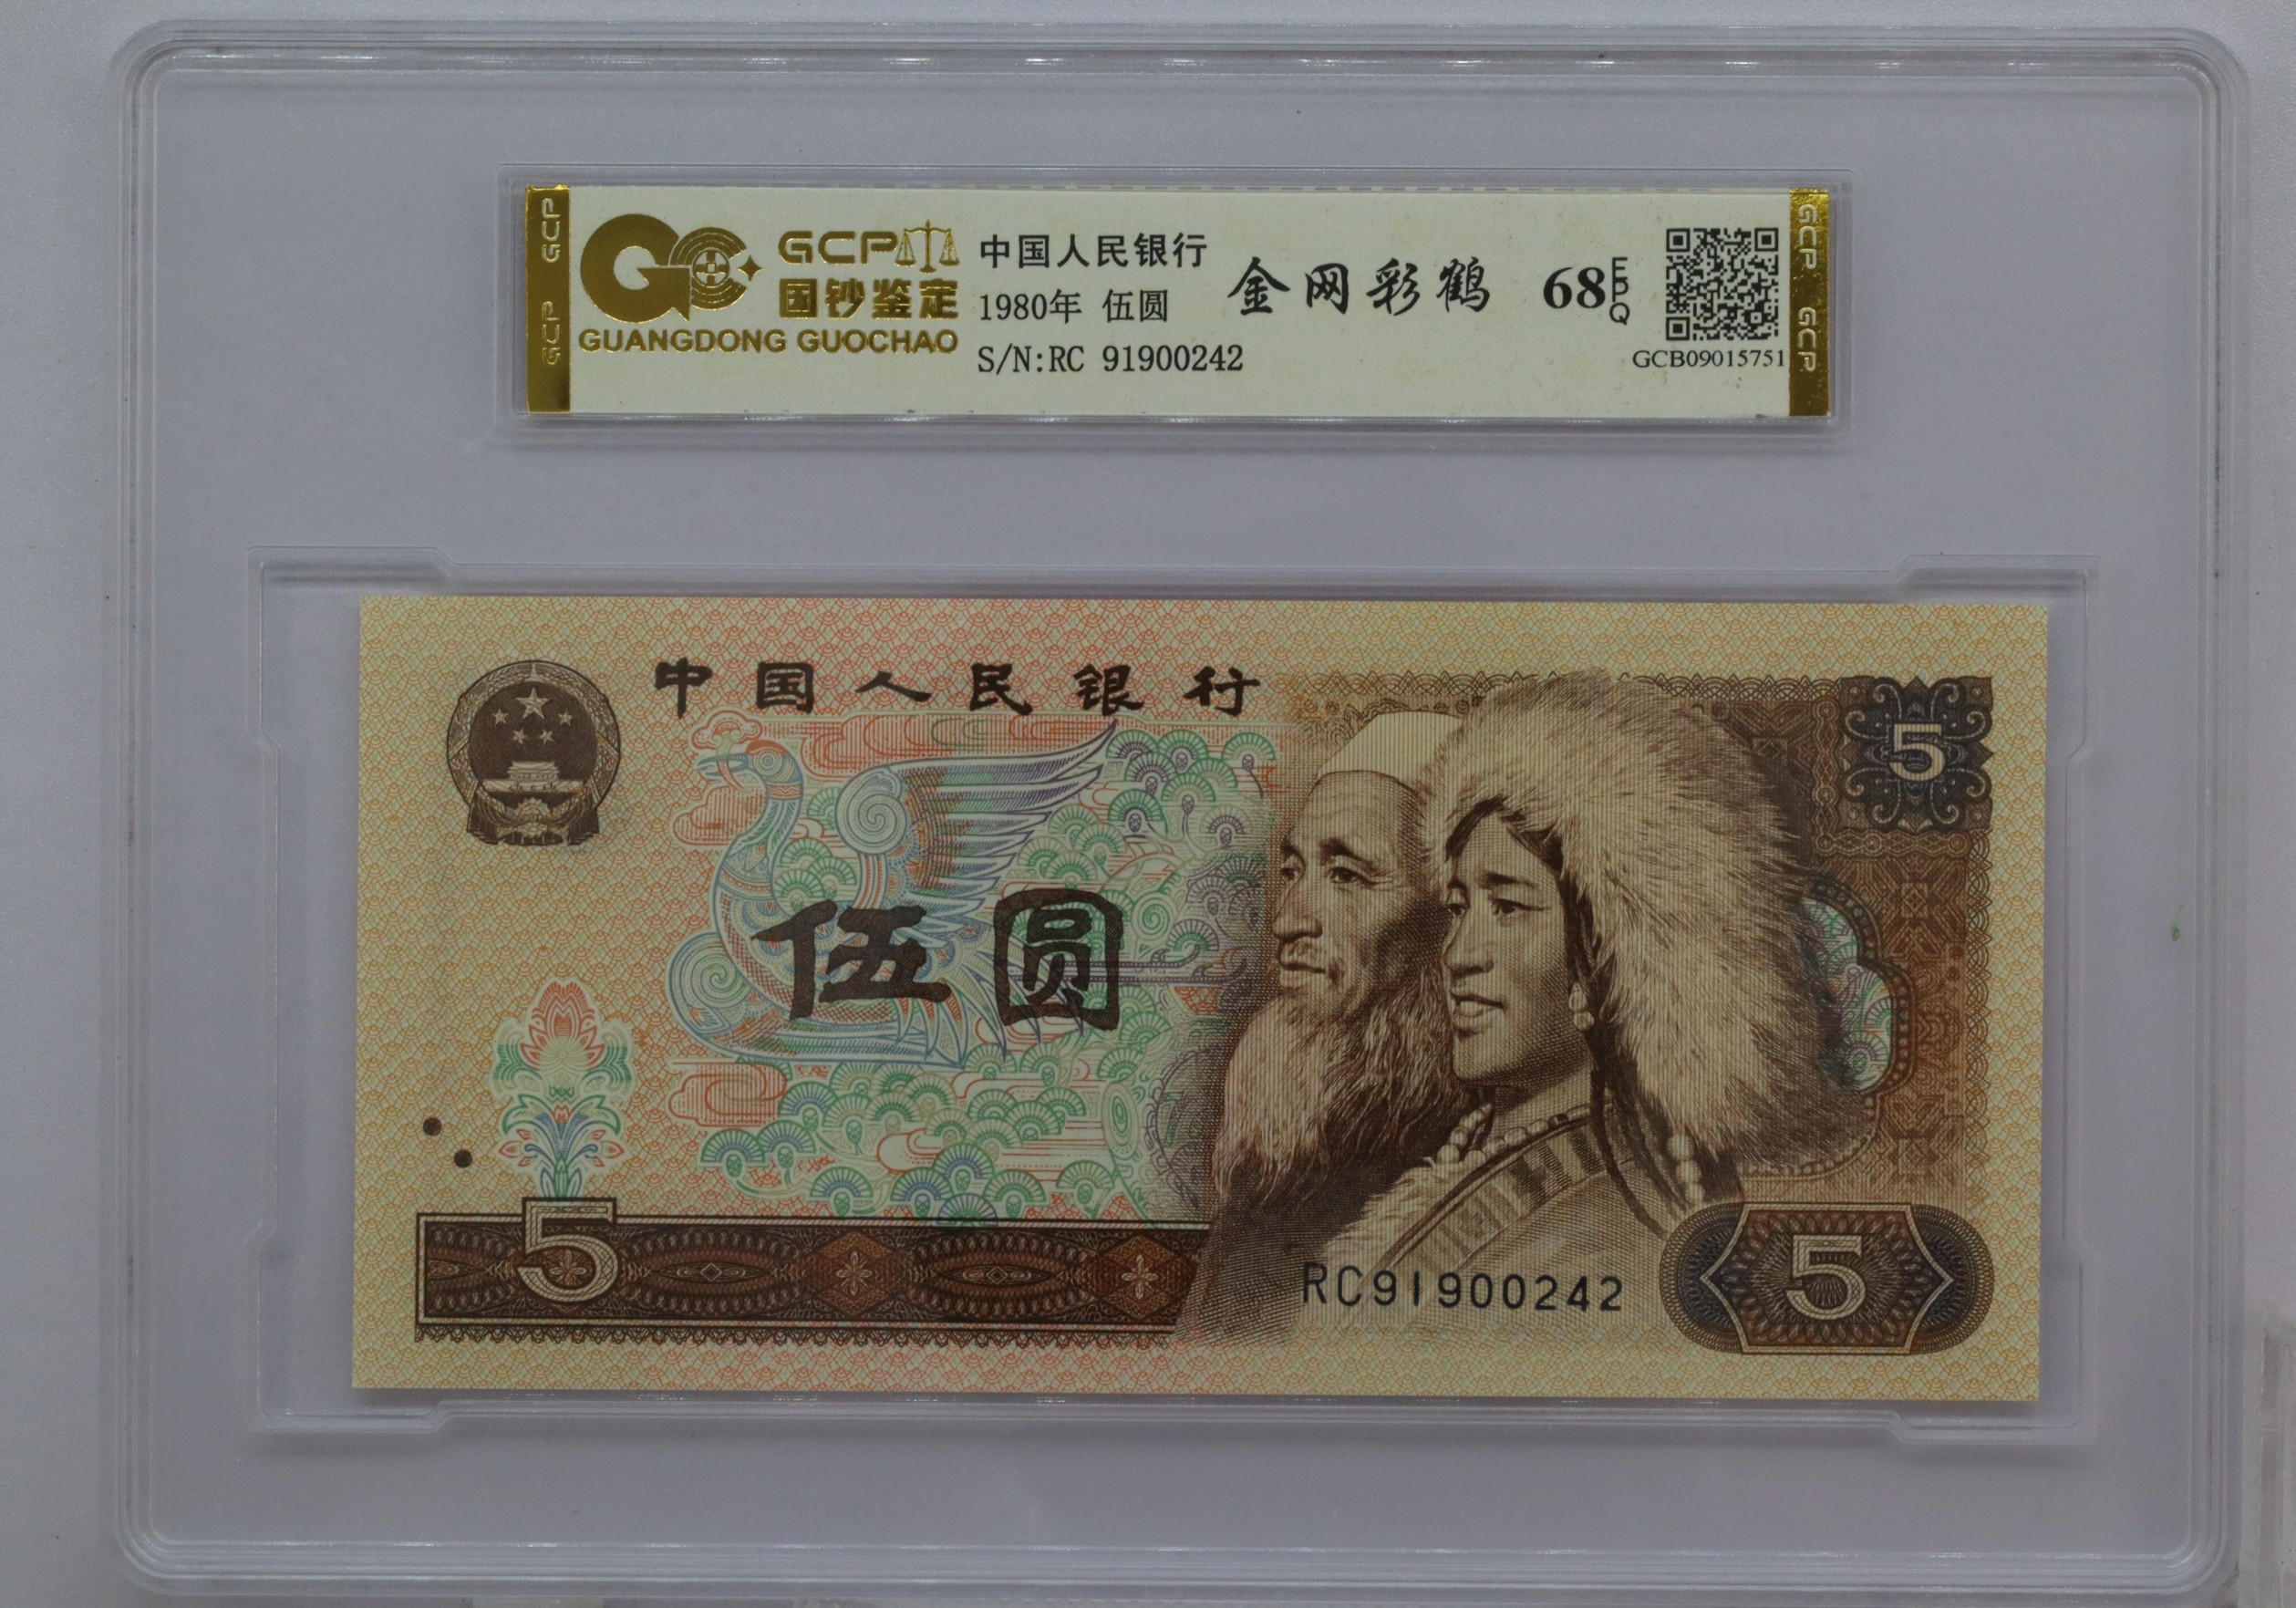 GCP GCP
GCP
国钞鉴定
GUANGDONG GUOCHAO
中国人民银行
1980年 伍圆
S/N:RC 91900242
金网彩鹤
68
EPQ
GCB09015751
GCP GCP
中国人民银行
5
伍圆
5
RC91900242
5